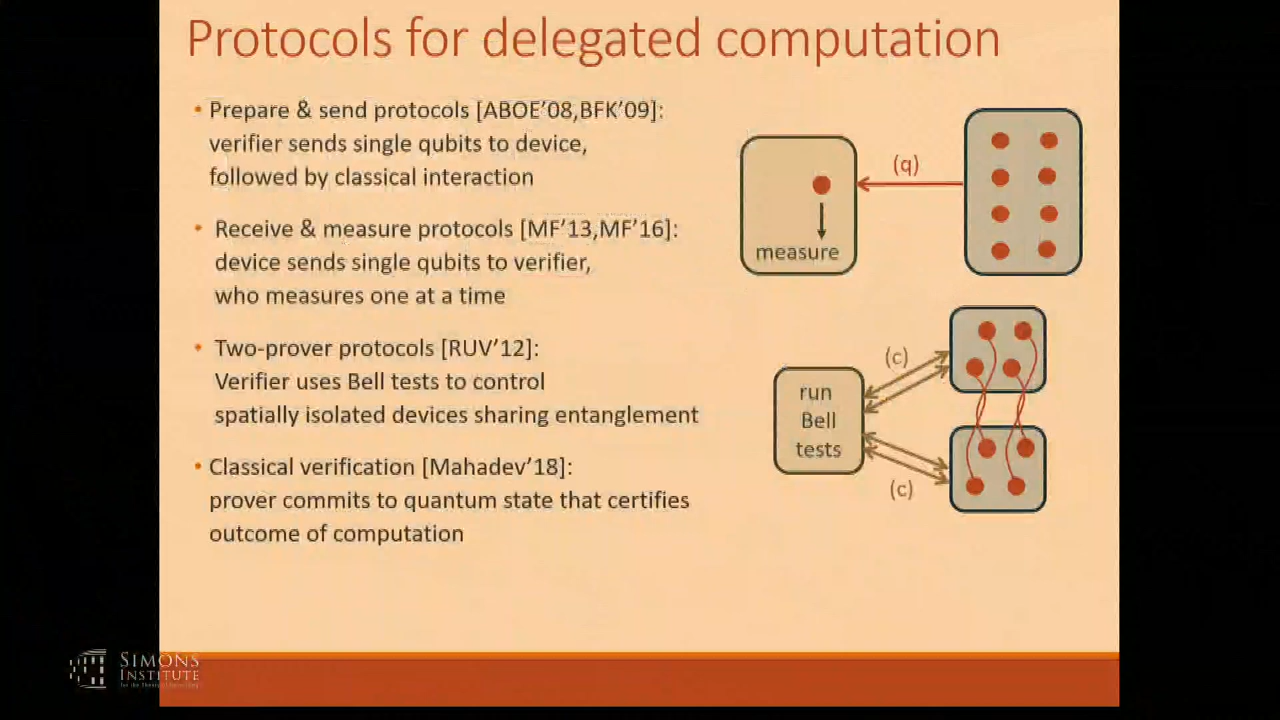 Protocols for delegated computation
• Prepare & send protocols [ABOE'08,BFK'09]:
verifier sends single qubits to device,
followed by classical interaction
• Receive & measure protocols [MF'13,MF'16]:
device sends single qubits to verifier,
who measures one at a time
• Two-prover protocols [RUV'12]:
Verifier uses Bell tests to control
spatially isolated devices sharing entanglement
• Classical verification [Mahadev'18]:
prover commits to quantum state that certifies
outcome of computation
(q)
measure
(c)
run
Bell
tests
(c)
SIMONS
INSTITUTE